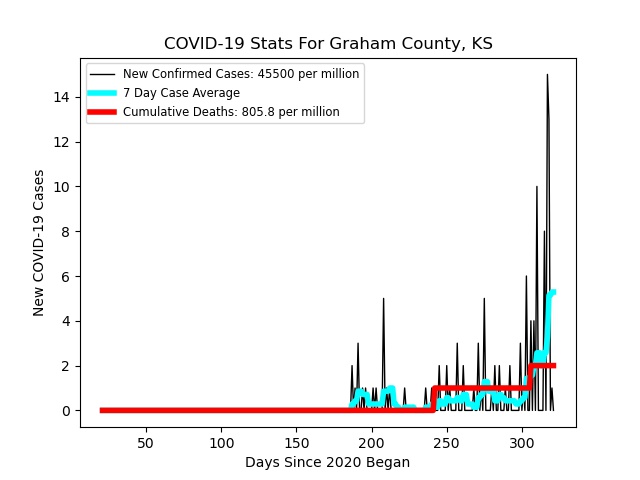 COVID-19 Stats For Graham County, KS
New Confirmed Cases: 45500 per million
7 Day Case Average
Cumulative Deaths: 805.8 per million
New COVID-19 Cases
14
12
10
8
6
4
2
0
50 100 150 200 250 300
Days Since 2020 Began